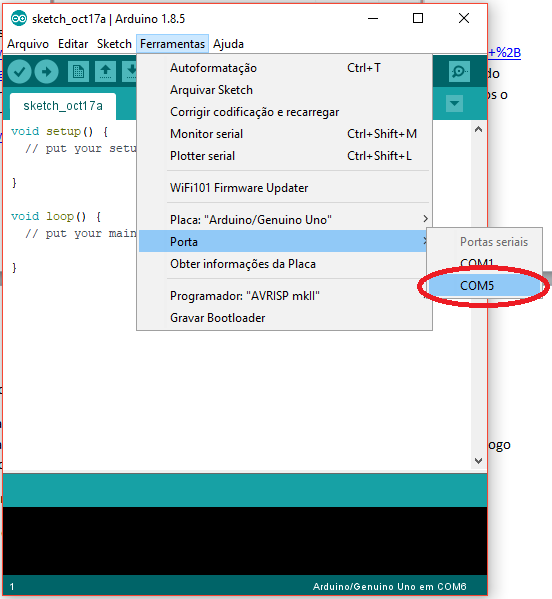 sketch_oct17a | Arduino 1.8.5
Arquivo Editar Sketch Ferramentas Ajuda
+%2B
do
os o
sketch_oct17a
void setup() {
// put your setu
}
void loop() {
// put your main
}
Autoformatação Ctrl+T
Arquivar Sketch
Corrigir codificação e recarregar
Monitor serial Ctrl+Shift+M
Plotter serial Ctrl+Shift+L
WiFi101 Firmware Updater
Placa: "Arduino/Genuino Uno"
Porta
Obter informações da Placa
Programador: "AVRISP mkII"
Gravar Bootloader
Portas seriais
COM1
COM5
ogo
1 Arduino/Genuino Uno em COM6